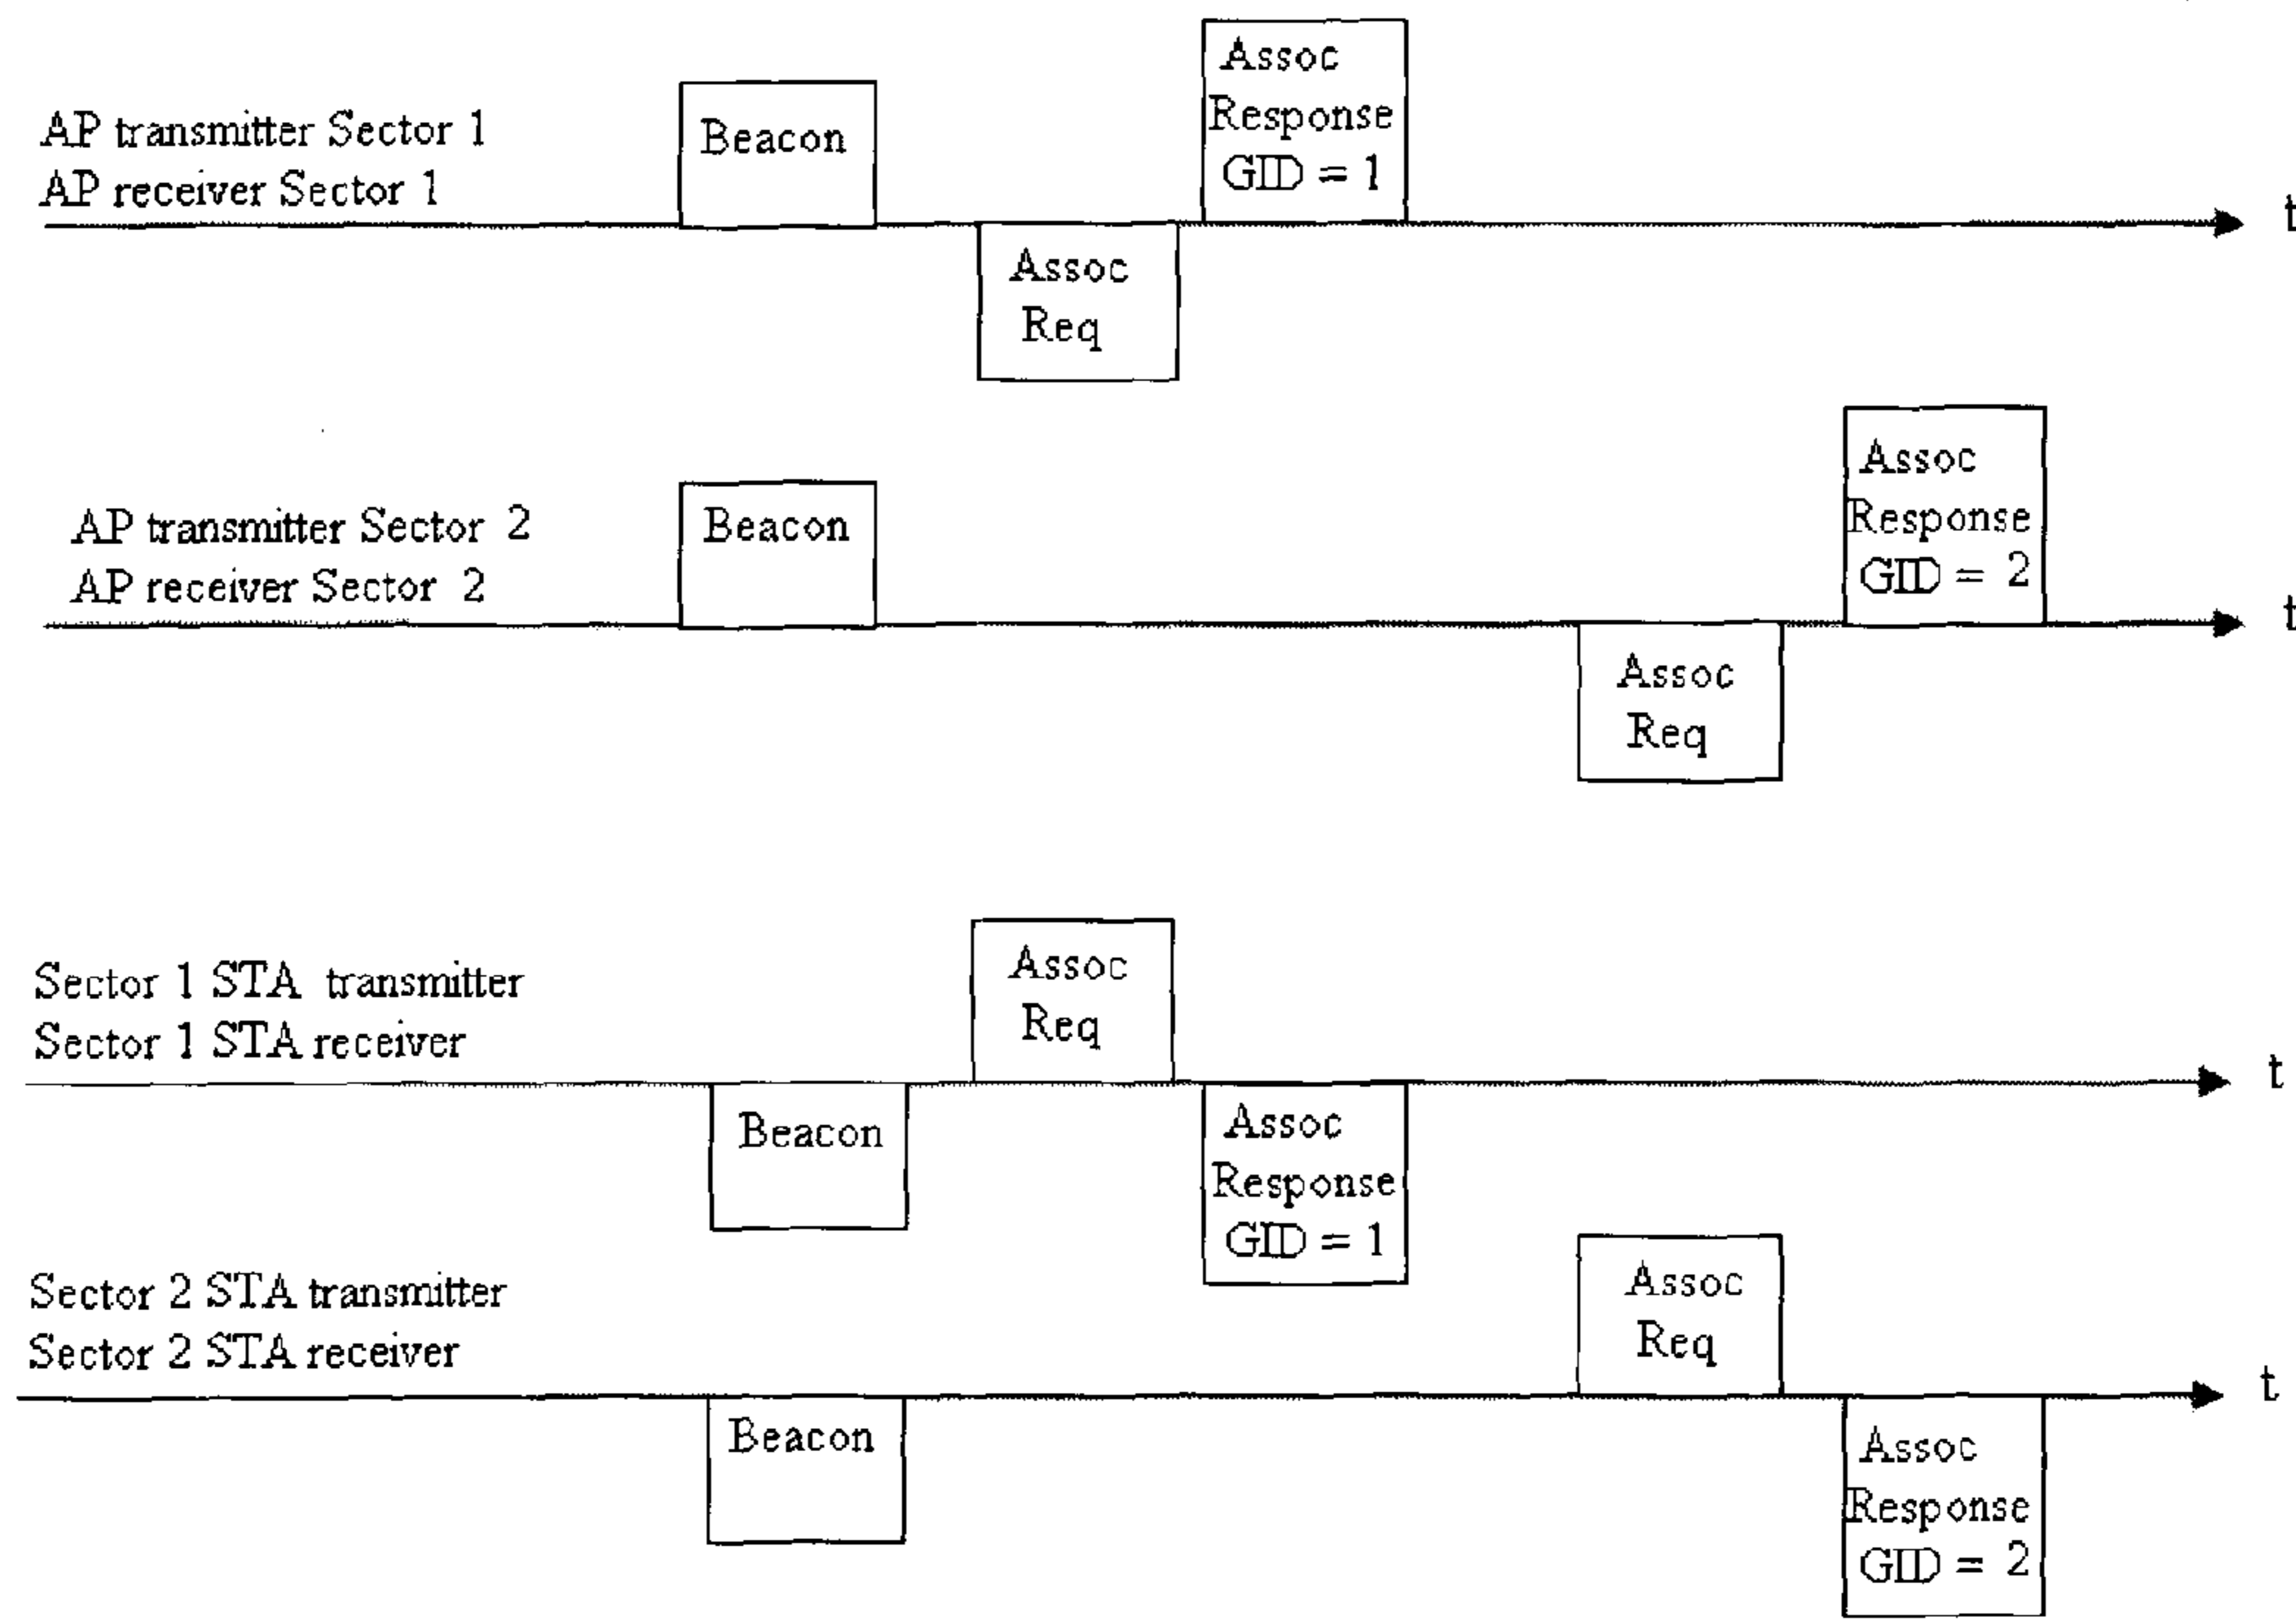 AP transmitter Sector 1
AP receiver Sector 1
Beacon
Assoc
Req
Assoc
Response
GID = 1
t
AP transmitter Sector 2
AP receiver Sector 2
Beacon
Assoc
Req
Assoc
Response
GID = 2
t
Sector 1 STA transmitter
Sector 1 STA receiver
Beacon
Assoc
Req
Assoc
Response
GID = 1
t
Sector 2 STA transmitter
Sector 2 STA receiver
Beacon
Assoc
Req
Assoc
Response
GID = 2
t